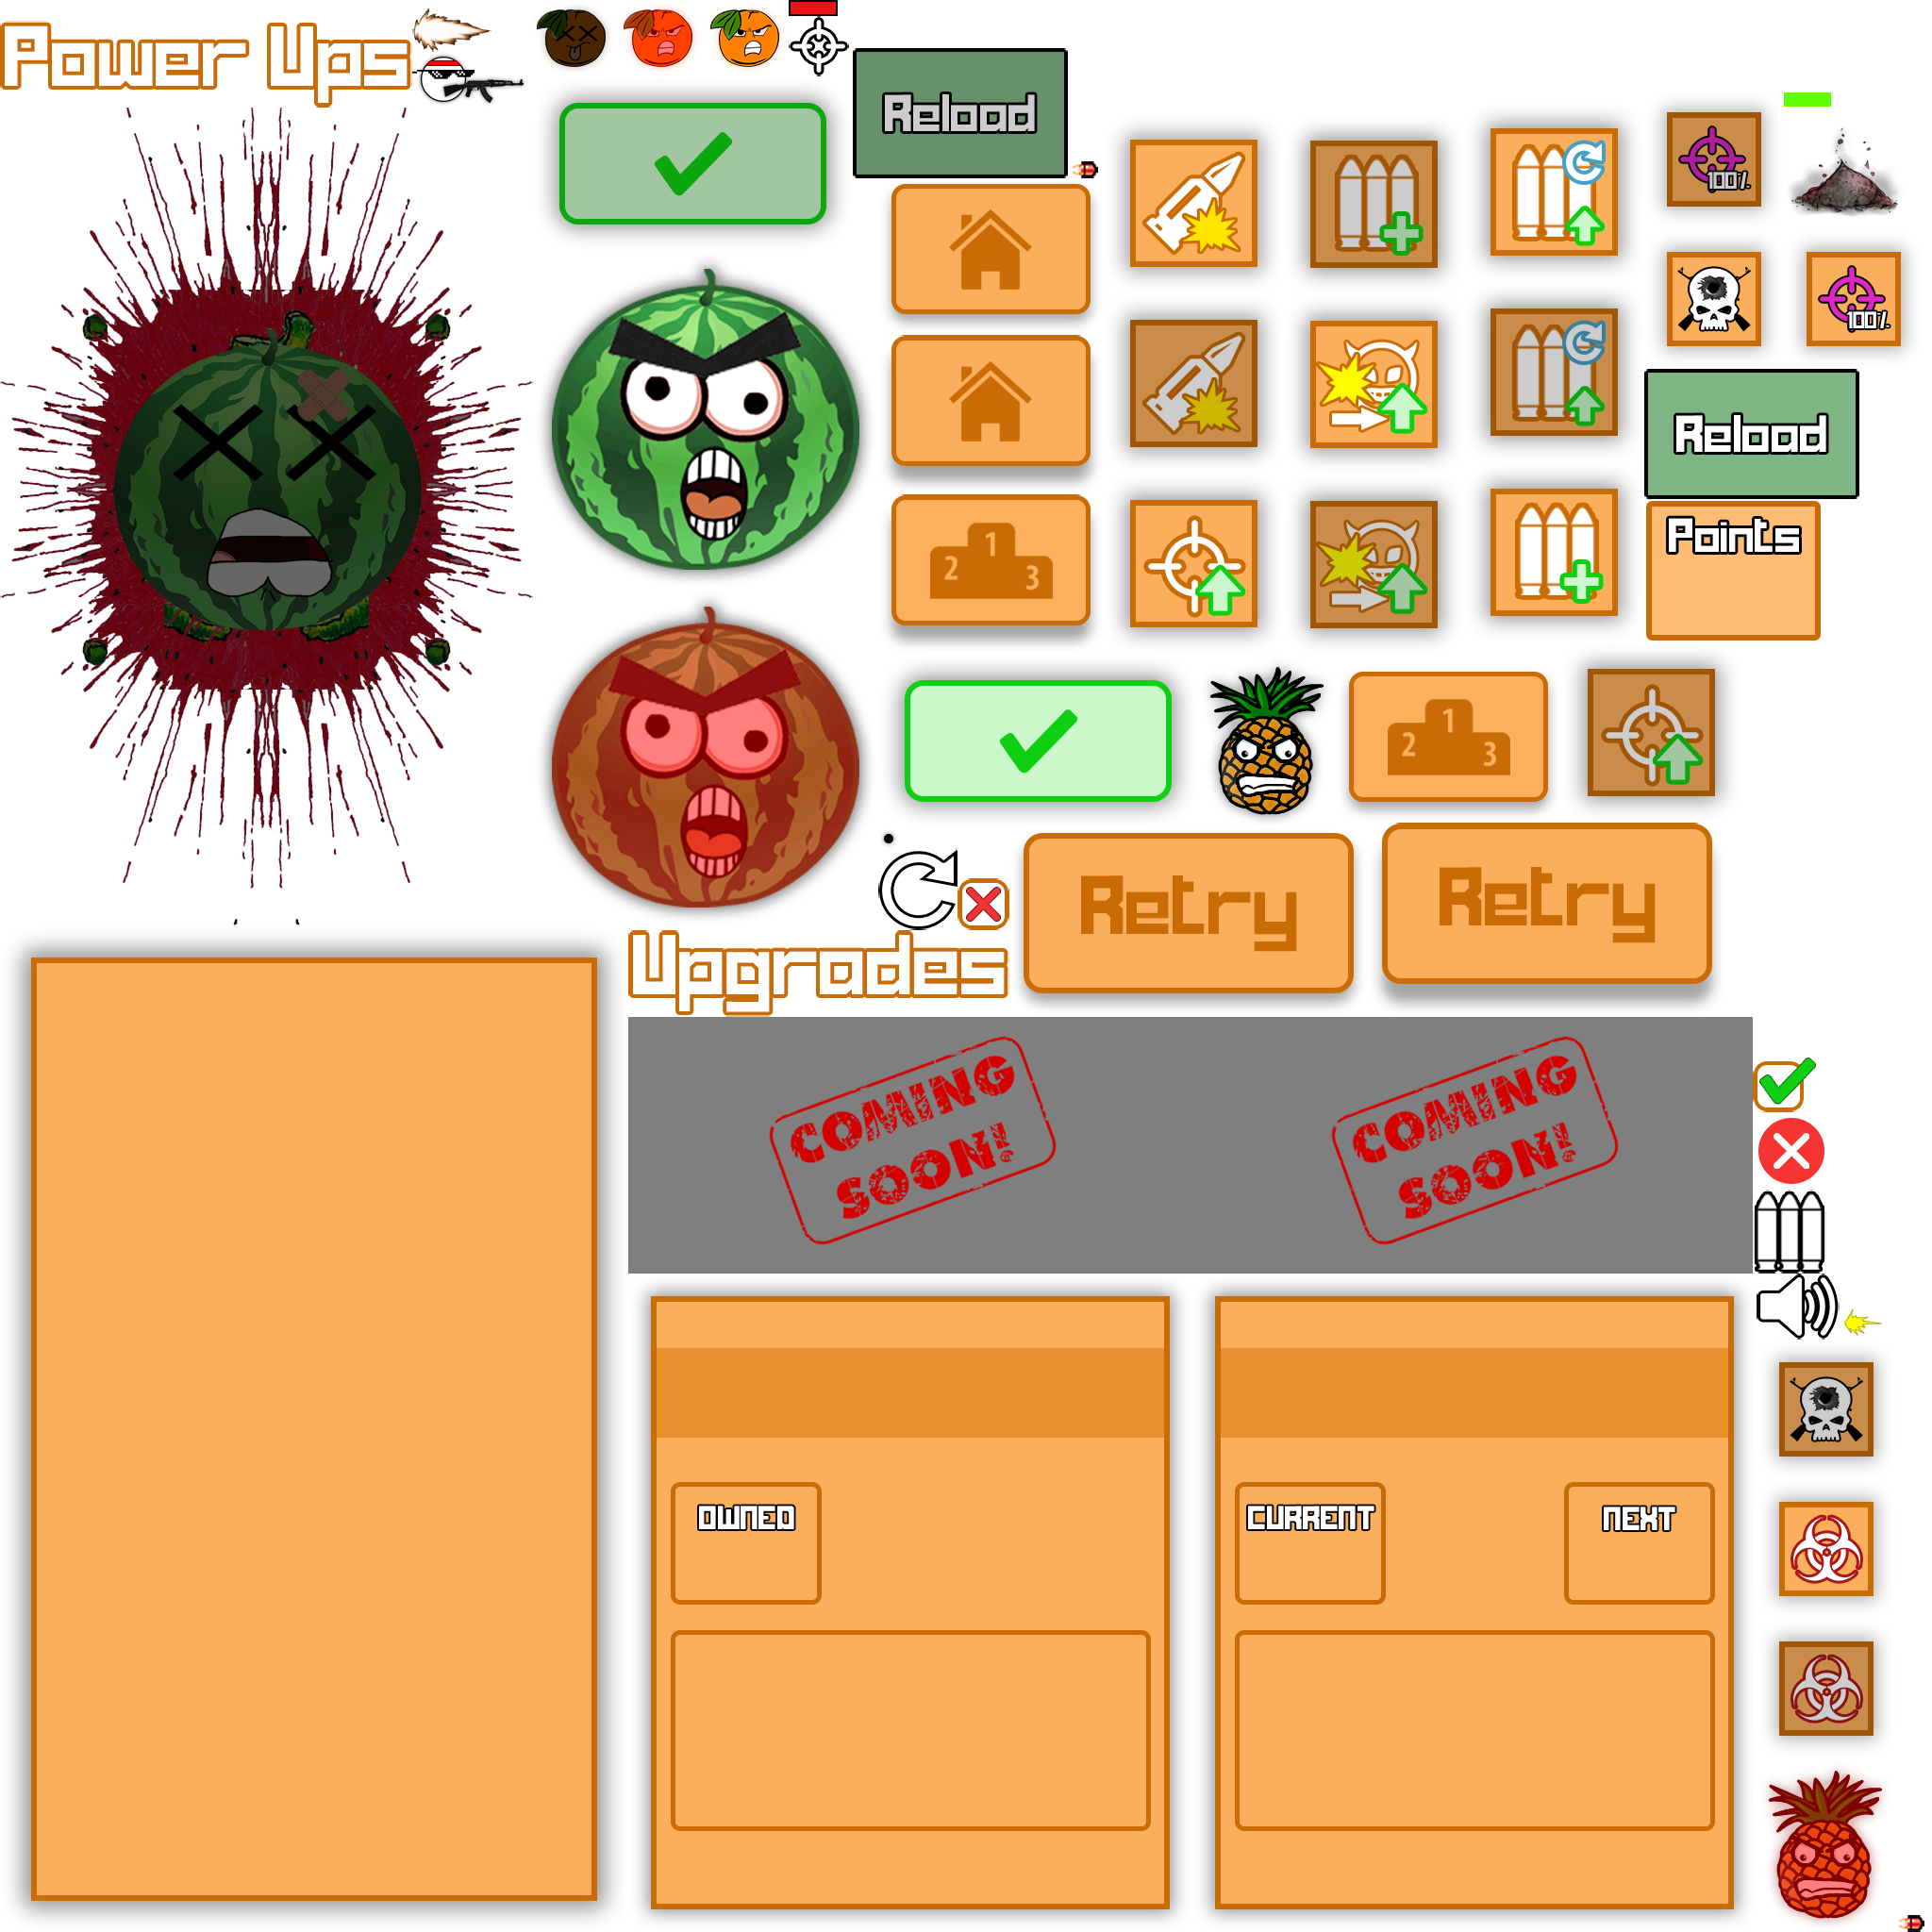 Power Ups
Reload
100%
100%
Reload
Points
1
2
3
1
2
3
Retry
Retry
Upgrades
COMING
SOON!
COMING
SOON!
OWNED
CURRENT
NEXT